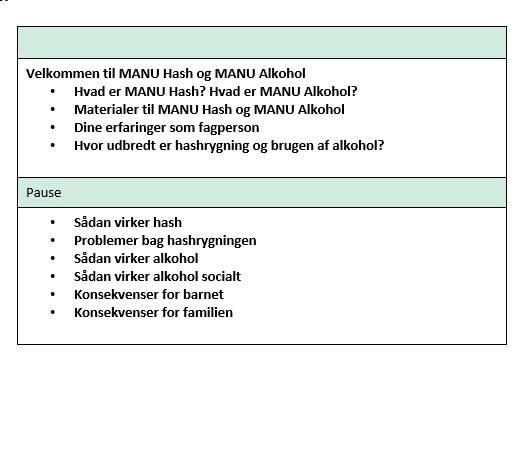 Velkommen til MANU Hash og MANU Alkohol
• Hvad er MANU Hash? Hvad er MANU Alkohol?
• Materialer til MANU Hash og MANU Alkohol
• Dine erfaringer som fagperson
• Hvor udbredt er hashrygning og brugen af alkohol?
Pause
• Sådan virker hash
• Problemer bag hashrygningen
• Sådan virker alkohol
• Sådan virker alkohol socialt
• Konsekvenser for barnet
• Konsekvenser for familien